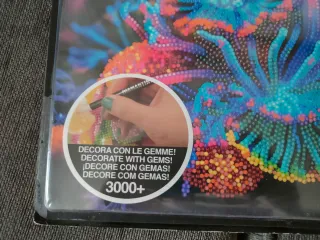 DECORA CON LE GEMME!
DECORATE WITH GEMS!
¡DECORE CON GEMAS!
DECORE COM GEMAS!
3000+